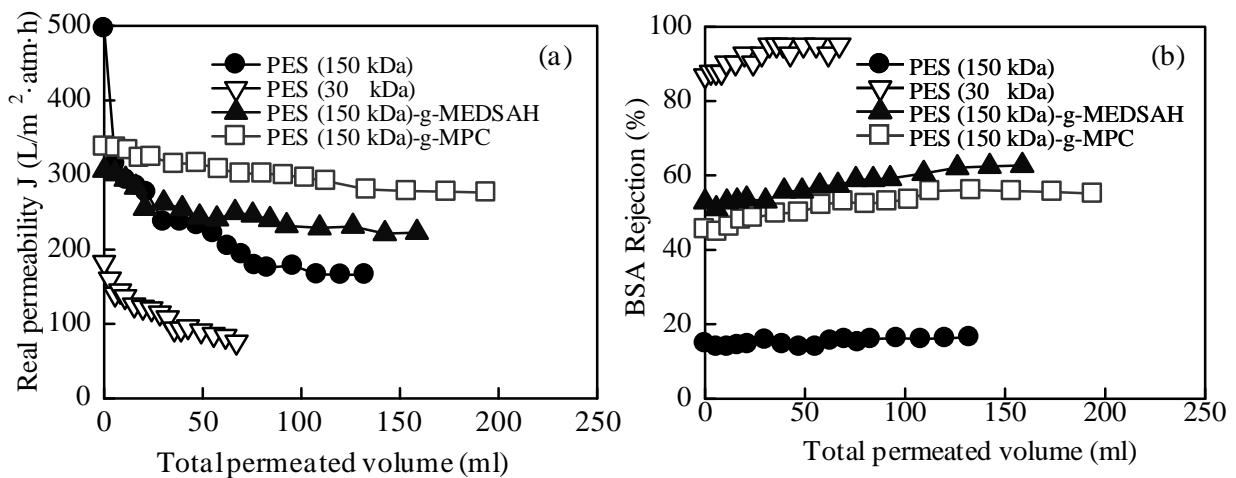 Real permeability J (L/m²·atm·h)
500
400
300
200
100
0
(a)
PES (150 kDa)
PES (30 kDa)
PES (150 kDa)-g-MEDSAH
PES (150 kDa)-g-MPC
0 50 100 150 200 250
Total permeated volume (ml)
BSA Rejection (%)
100
80
60
40
20
0
(b)
PES (150 kDa)
PES (30 kDa)
PES (150 kDa)-g-MEDSAH
PES (150 kDa)-g-MPC
0 50 100 150 200 250
Total permeated volume (ml)